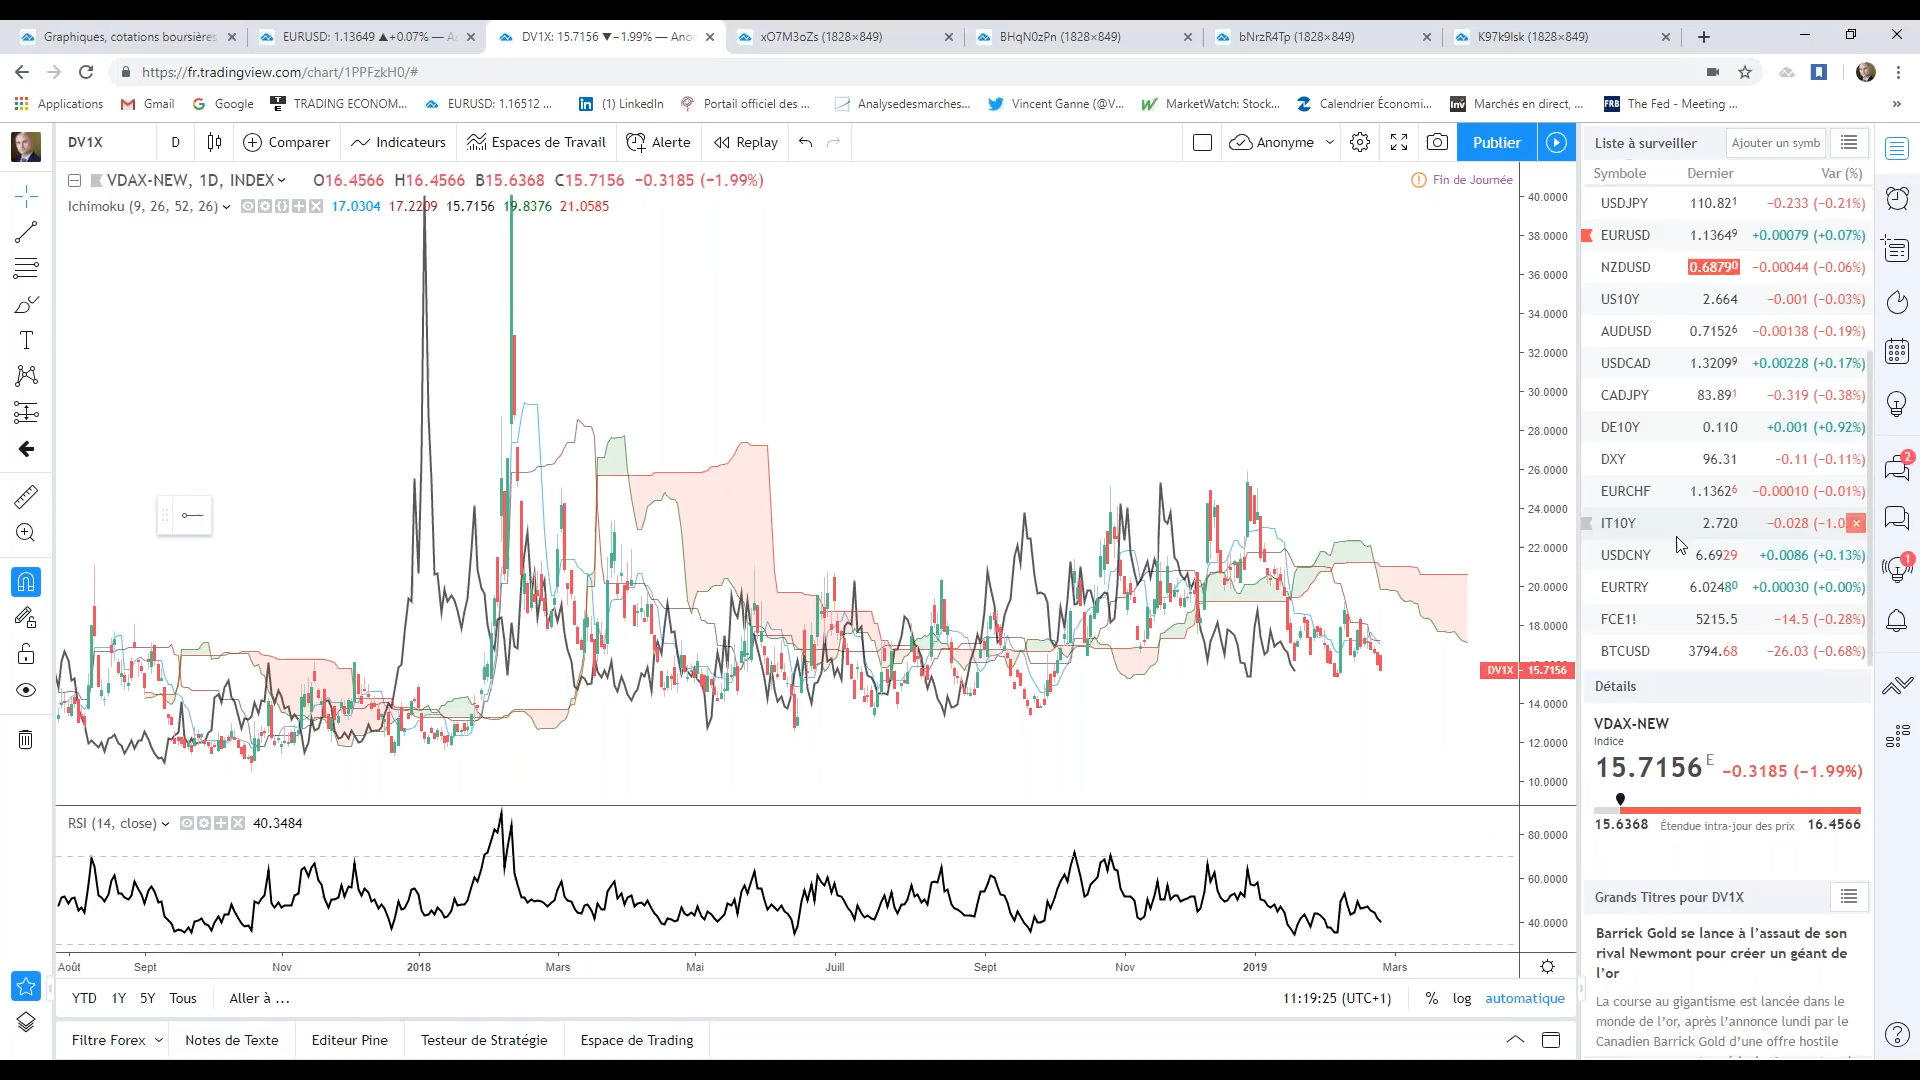 Graphiques, cotations boursières
EURUSD: 1.13649 ▲+0.07% — A
DV1X: 15.7156 ▼−1.99% — Anon
xO7M3oZs (1828×849)
BHqN0zPn (1828×849)
bNrzR4Tp (1828×849)
K97k9lsk (1828×849)
https://fr.tradingview.com/chart/1PPFzkH0/#
Applications
Gmail
Google
TRADING ECONOM...
EURUSD: 1.16512 ...
(1) LinkedIn
Portail officiel des ...
Analysedesmarches...
Vincent Ganne (@V...
MarketWatch: Stock...
Calendrier Économi...
Marchés en direct, ...
The Fed - Meeting ...
DV1X
D
Comparer
Indicateurs
Espaces de Travail
Alerte
Replay
Anonyme
Publier
VDAX-NEW, 1D, INDEX
O16.4566 H16.4566 B15.6368 C15.7156 −0.3185 (−1.99%)
Fin de Journée
Ichimoku (9, 26, 52, 26)
17.0304 17.2209 15.7156 19.8376 21.0585
40.0000
38.0000
36.0000
34.0000
32.0000
30.0000
28.0000
26.0000
24.0000
22.0000
20.0000
18.0000
DV1X 15.7156
14.0000
12.0000
10.0000
RSI (14, close) 40.3484
80.0000
60.0000
40.0000
Août Sept Nov 2018 Mars Mai Juill Sept Nov 2019 Mars
YTD 1Y 5Y Tous Aller à ...
11:19:25 (UTC+1) % log automatique
Filtre Forex
Notes de Texte
Editeur Pine
Testeur de Stratégie
Espace de Trading
Liste à surveiller
Ajouter un symb
Symbole Dernier Var (%)
USDJPY 110.821 −0.233 (−0.21%)
EURUSD 1.13649 +0.00079 (+0.07%)
NZDUSD 0.68790 −0.00044 (−0.06%)
US10Y 2.664 −0.001 (−0.03%)
AUDUSD 0.71526 −0.00138 (−0.19%)
USDCAD 1.32099 +0.00228 (+0.17%)
CADJPY 83.891 −0.319 (−0.38%)
DE10Y 0.110 +0.001 (+0.92%)
DXY 96.31 −0.11 (−0.11%)
EURCHF 1.13626 −0.00010 (−0.01%)
IT10Y 2.720 −0.028 (−1.0
USDCNY 6.6929 +0.0086 (+0.13%)
EURTRY 6.02480 +0.00030 (+0.00%)
FCE1! 5215.5 −14.5 (−0.28%)
BTCUSD 3794.68 −26.03 (−0.68%)
Détails
VDAX-NEW
Indice
15.7156 E −0.3185 (−1.99%)
15.6368 Étendue intra-jour des prix 16.4566
Grands Titres pour DV1X
Barrick Gold se lance à l’assaut de son
rival Newmont pour créer un géant de
l’or
La course au gigantisme est lancée dans le
monde de l’or, après l’annonce lundi par le
Canadien Barrick Gold d’une offre hostile
2
1